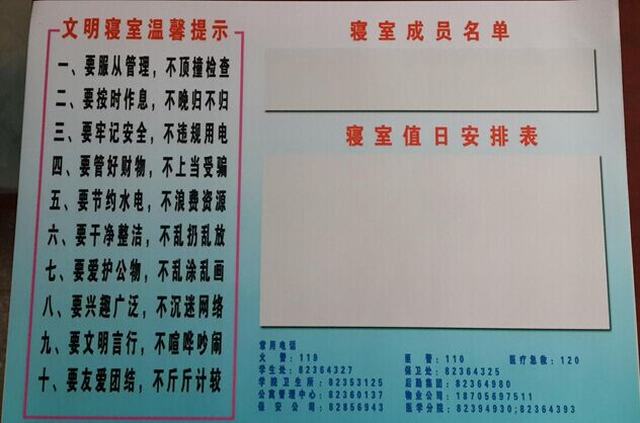 文明寝室温馨提示
一、要服从管理，不顶撞检查
二、要按时作息，不晚归不归
三、要牢记安全，不违规用电
四、要管好财物，不上当受骗
五、要节约水电，不浪费资源
六、要干净整洁，不乱扔乱放
七、要爱护公物，不乱涂乱画
八、要兴趣广泛，不沉迷网络
九、要文明言行，不喧哗吵闹
十、要友爱团结，不斤斤计较
寝室成员名单
寝室值日安排表
常用电话
火警：119 匪警：110 医疗急救：120
学生处：82364327 保卫处：82364325
学院卫生所：82353125 后勤集团：82364980
公寓管理中心：82360137 物业公司：18705697511
保安公司：82856943 医学分院：82394930;82364393